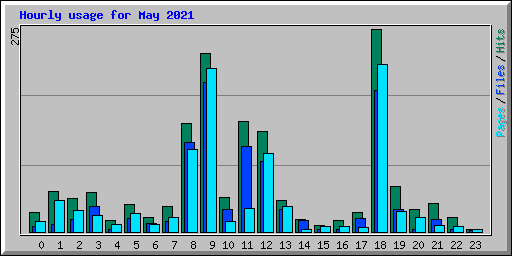 Hourly usage for May 2021
275
Pages/Files/Hits
0 1 2 3 4 5 6 7 8 9 10 11 12 13 14 15 16 17 18 19 20 21 22 23